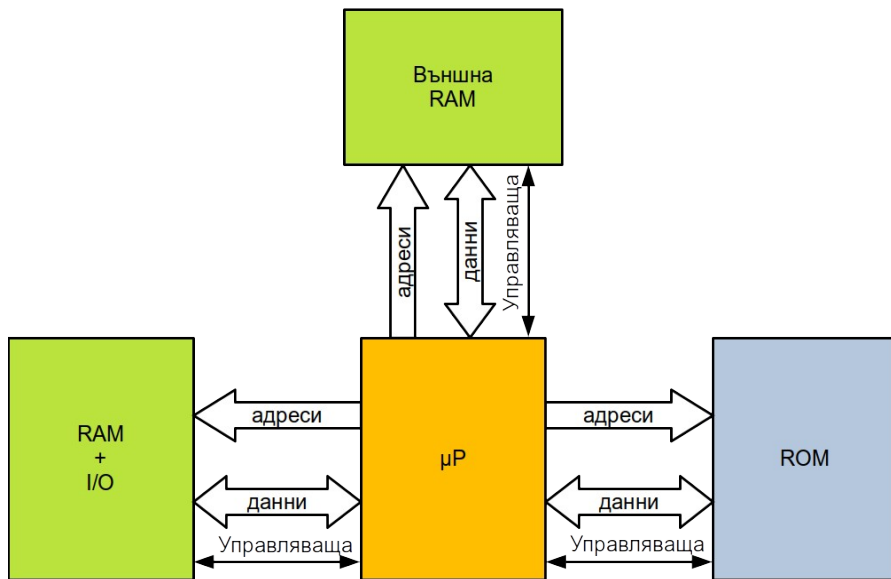 Външна
RAM
адреси
данни
Управляваща
RAM
+
I/O
адреси
данни
Управляваща
µP
адреси
данни
Управляваща
ROM